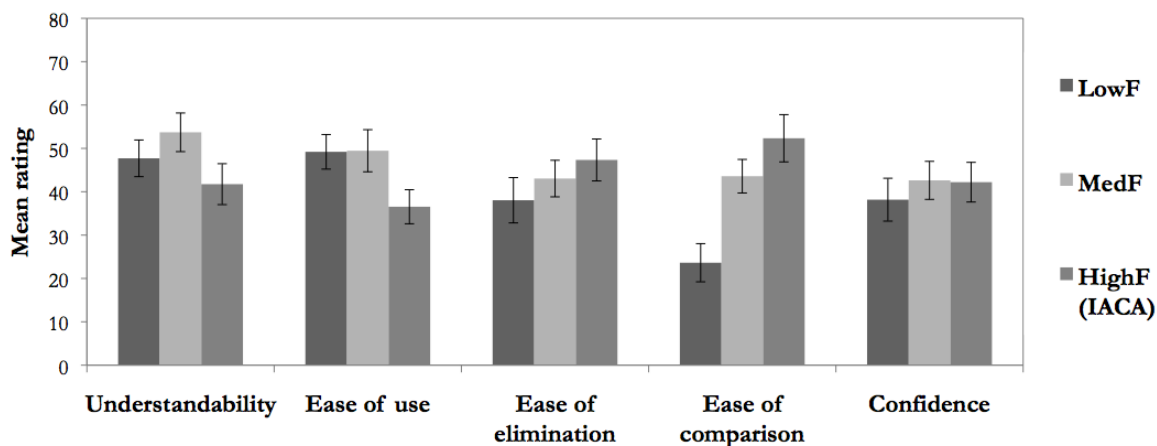 80
70
60
50
40
30
20
10
0
Mean rating
Understandability
Ease of use
Ease of
elimination
Ease of
comparison
Confidence
LowF
MedF
HighF
(IACA)